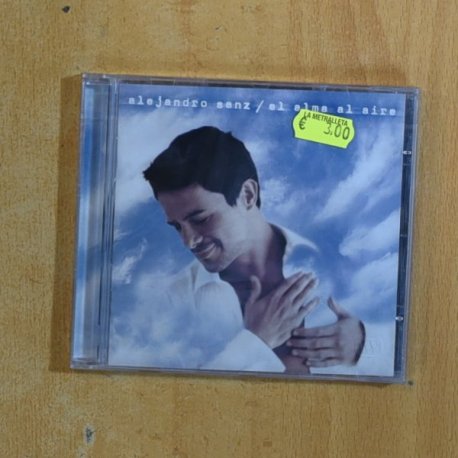 alejandro sanz / el alma al aire
LA METRALLETA
€ 3,00